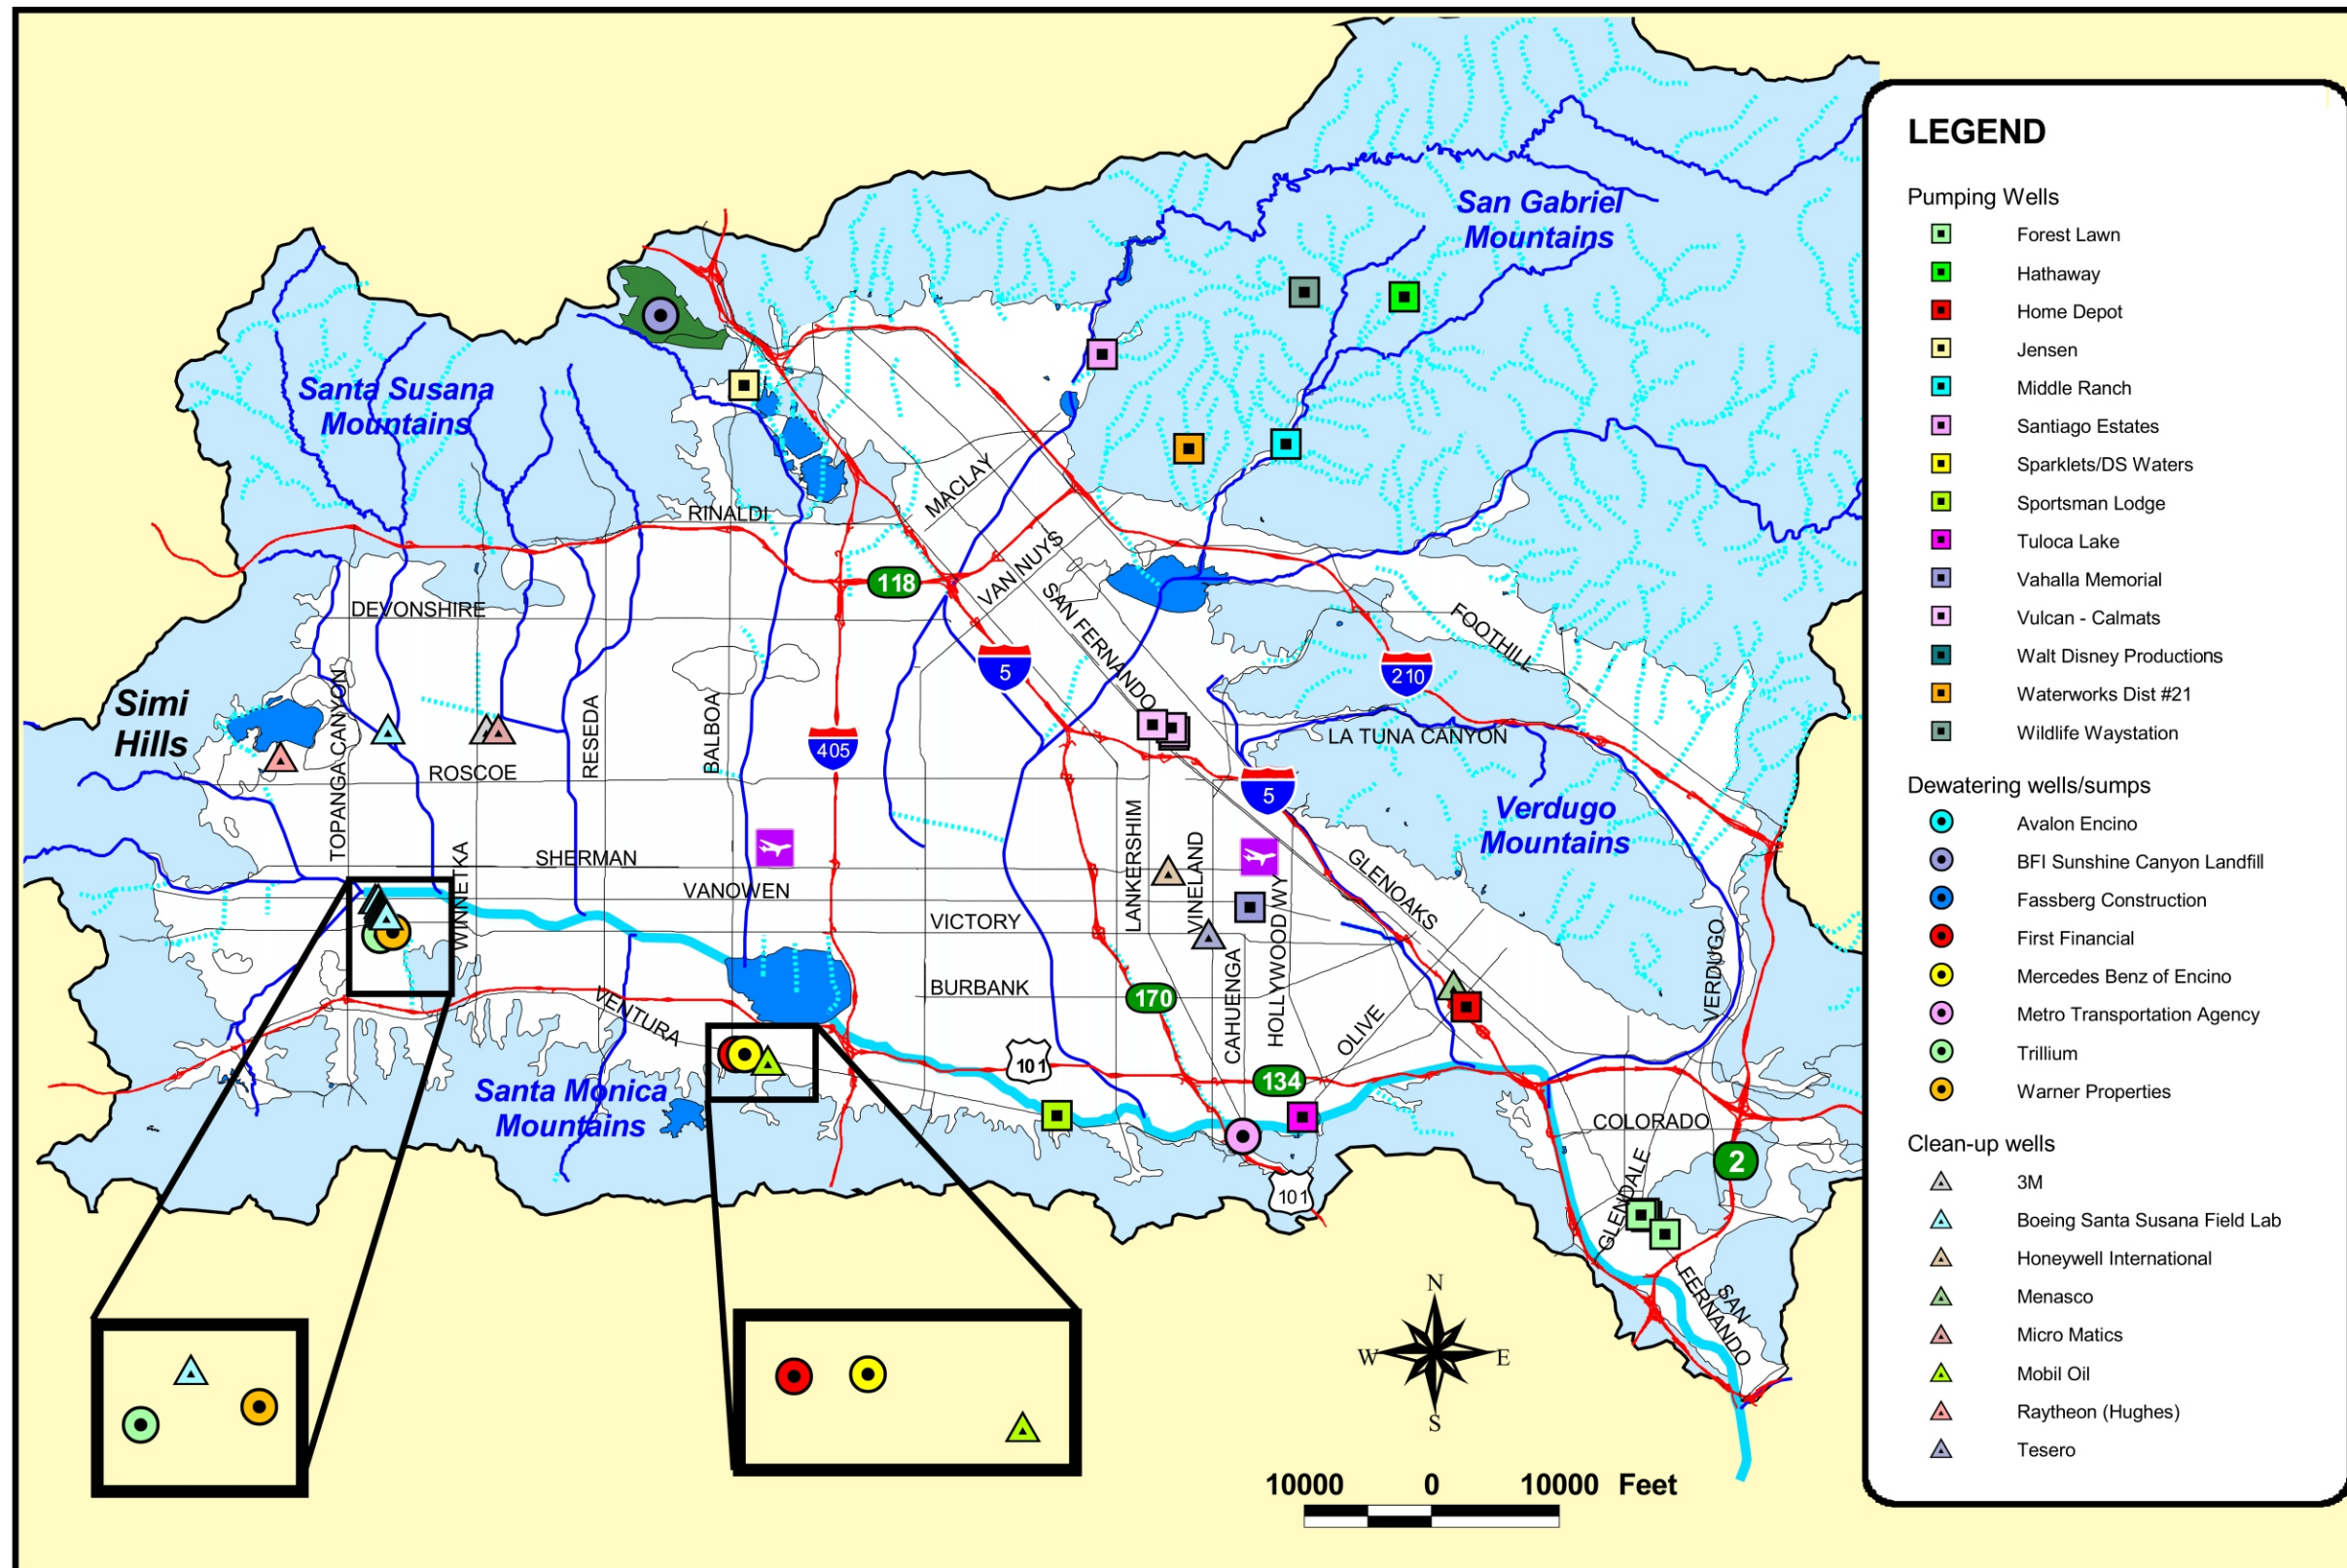 San Gabriel
Mountains
Santa Susana
Mountains
MACLAY
RINALDI
118
VAN NUYS
SAN FERNANDO
DEVONSHIRE
FOOTHILL
5
210
Simi
Hills
TOPANGA CANYON
RESEDA
BALBOA
405
LA TUNA CANYON
ROSCOE
5
Verdugo
Mountains
LANKERSHIM
VINELAND
SHERMAN
GLENOAKS
VANOWEN
WINNETKA
VICTORY
HOLLYWOOD WY
VERDUGO
CAHUENGA
BURBANK
170
VENTURA
OLIVE
101
134
Santa Monica
Mountains
COLORADO
2
GLENDALE
101
SAN
FERNANDO
N
W
E
S
10000 0 10000 Feet
LEGEND
Pumping Wells
Forest Lawn
Hathaway
Home Depot
Jensen
Middle Ranch
Santiago Estates
Sparklets/DS Waters
Sportsman Lodge
Tuloca Lake
Vahalla Memorial
Vulcan - Calmats
Walt Disney Productions
Waterworks Dist #21
Wildlife Waystation
Dewatering wells/sumps
Avalon Encino
BFI Sunshine Canyon Landfill
Fassberg Construction
First Financial
Mercedes Benz of Encino
Metro Transportation Agency
Trillium
Warner Properties
Clean-up wells
3M
Boeing Santa Susana Field Lab
Honeywell International
Menasco
Micro Matics
Mobil Oil
Raytheon (Hughes)
Tesero